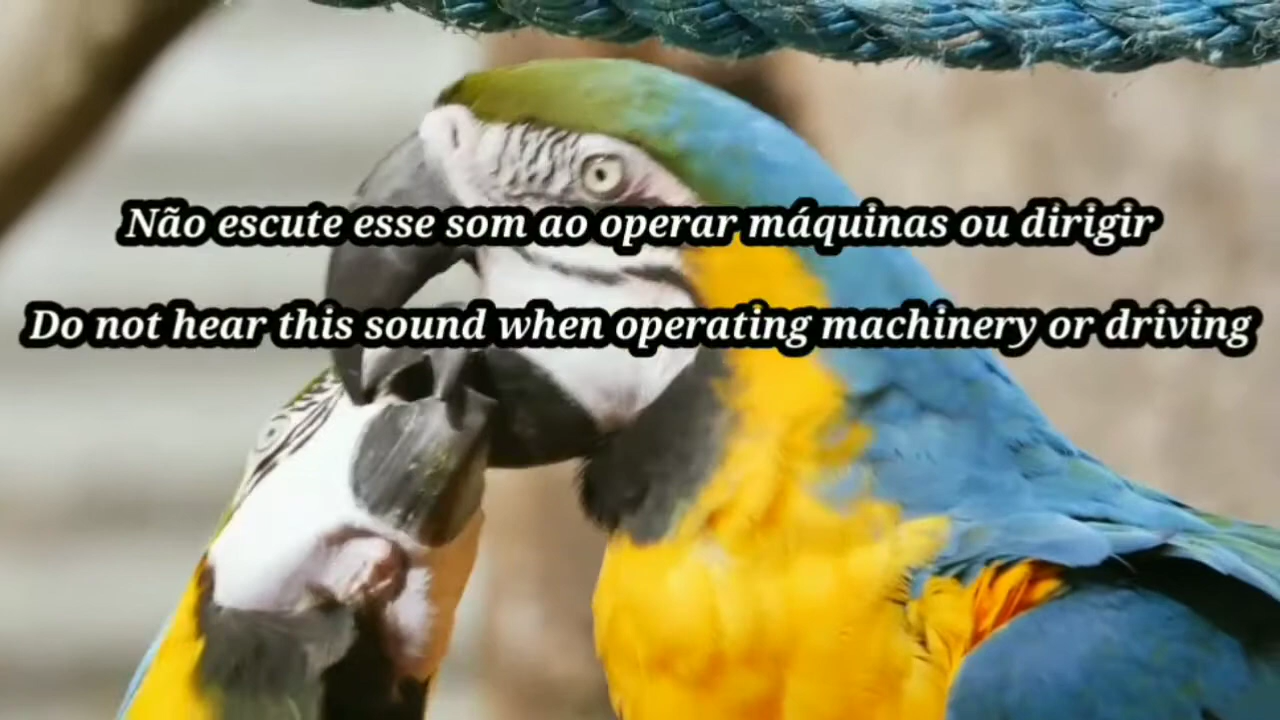 Não escute esse som ao operar máquinas ou dirigir
Do not hear this sound when operating machinery or driving